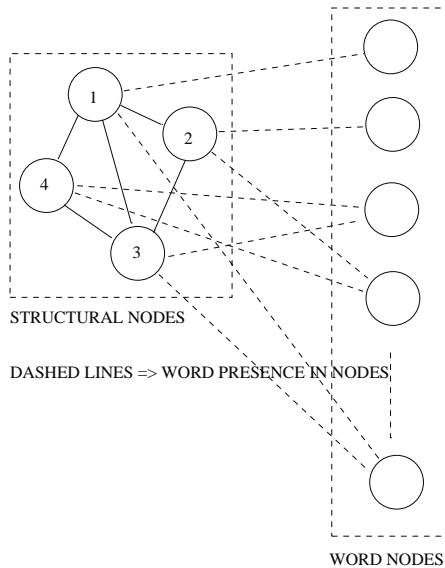 1
2
4
3
STRUCTURAL NODES
DASHED LINES => WORD PRESENCE IN NODES
WORD NODES